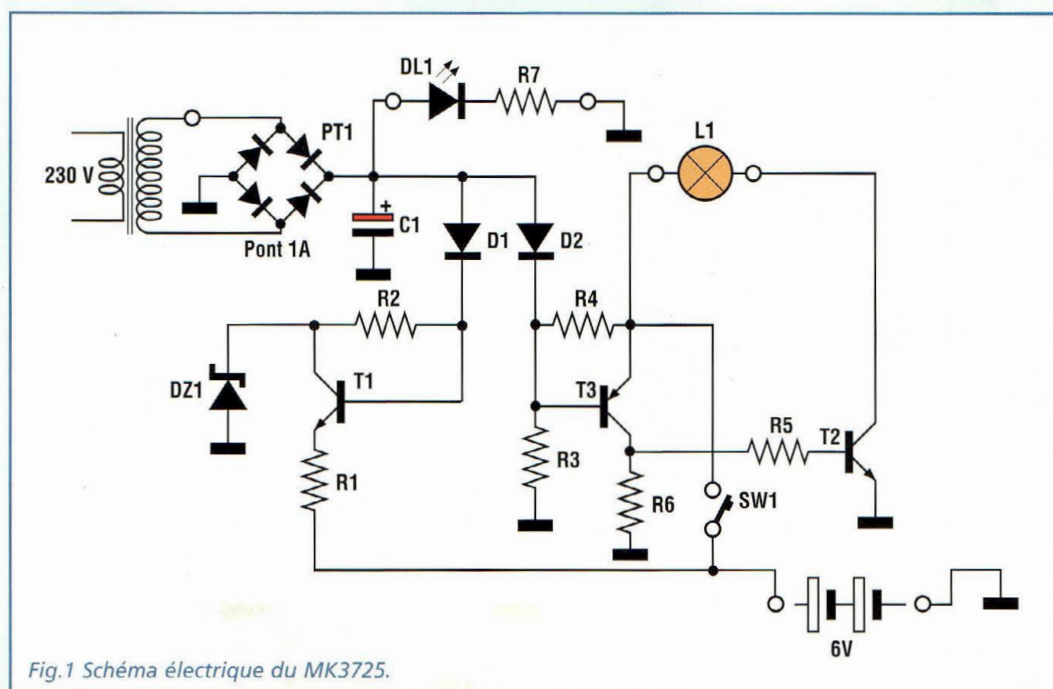 DL1
R7
L1
PT1
230 V
+
C1
D1
D2
Pont 1A
R2
R4
DZ1
T1
T3
R5
T2
R3
R1
R6
SW1
6V
Fig.1 Schéma électrique du MK3725.